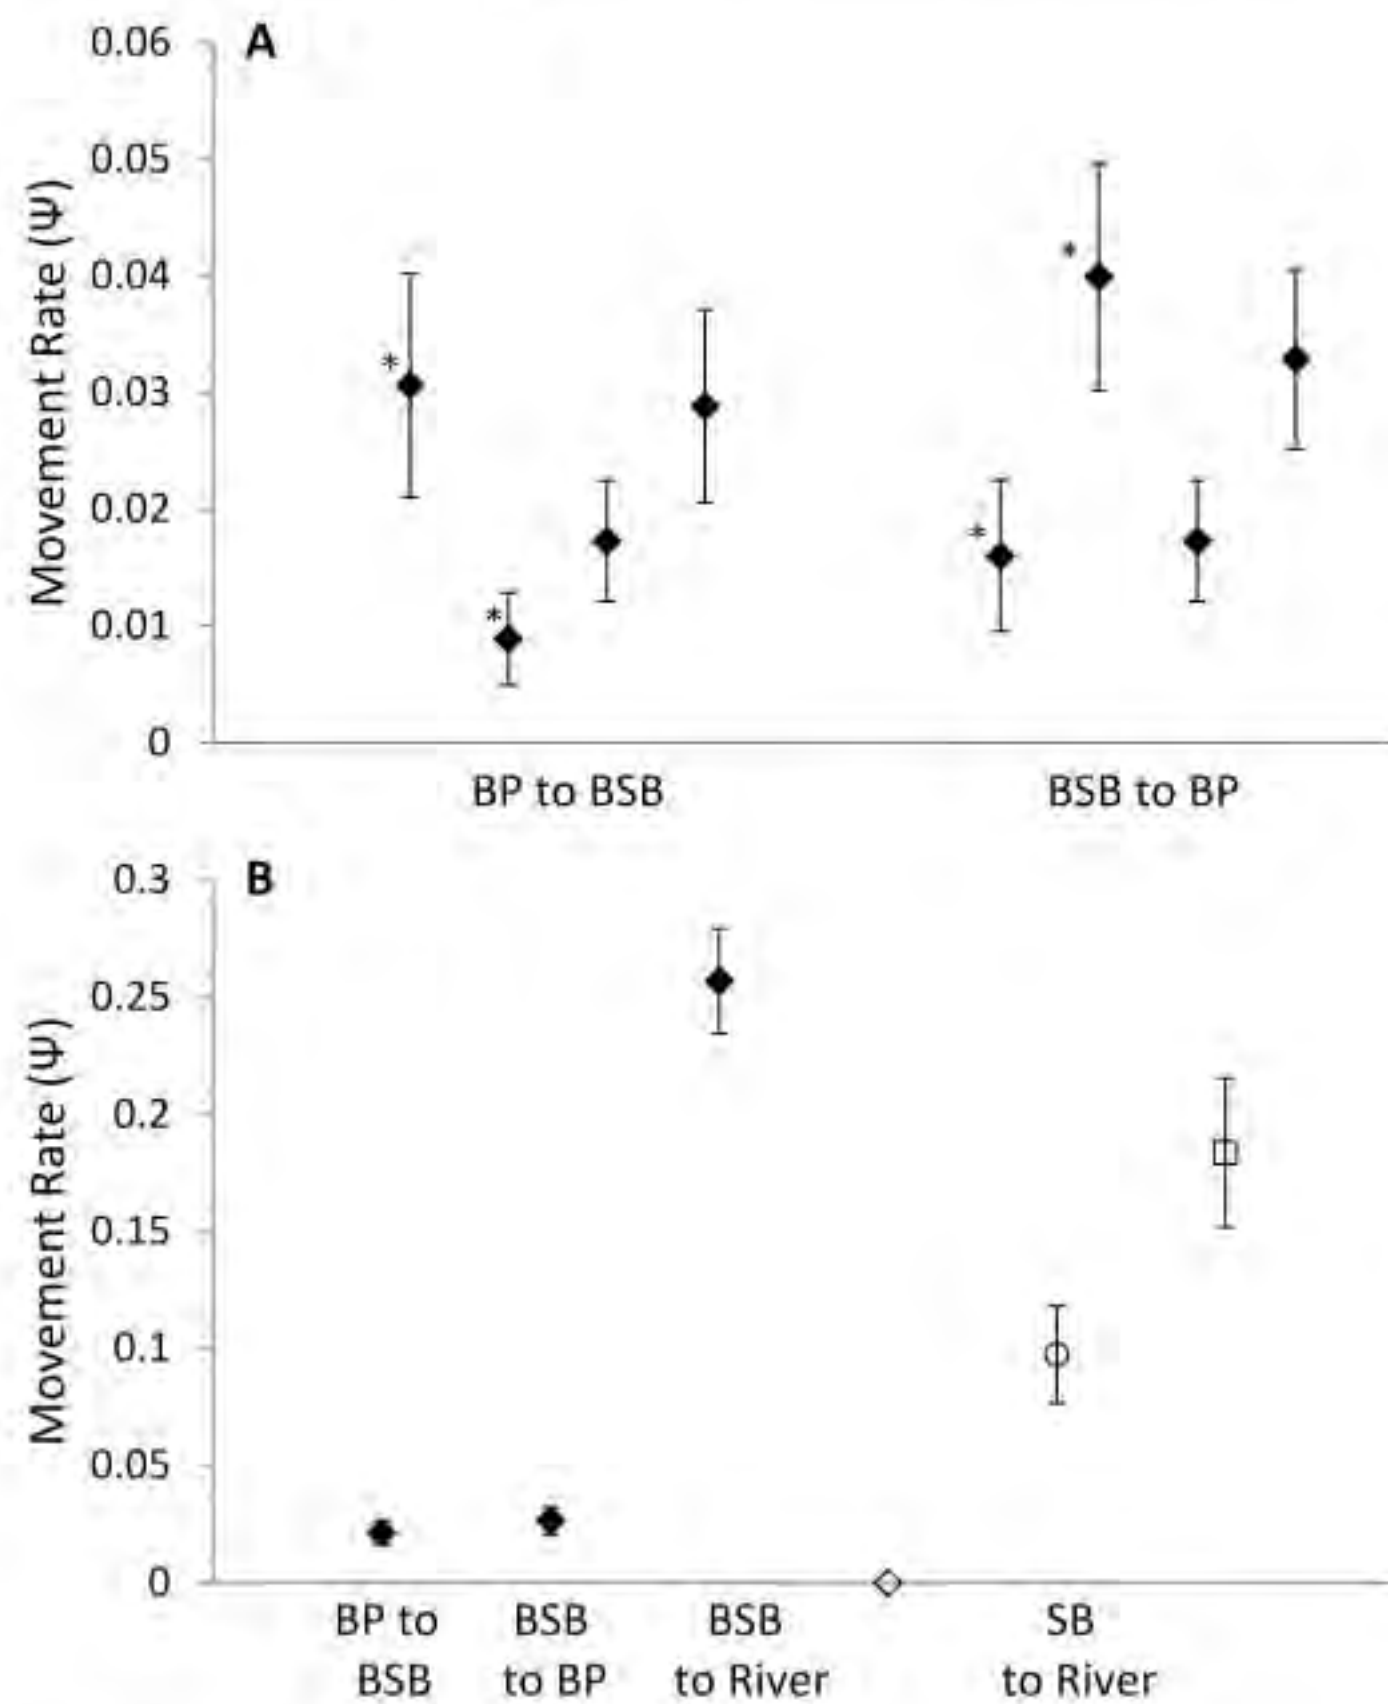 A
0.06
0.05
0.04
0.03
0.02
0.01
0
Movement Rate (Ψ)
*
*
*
*
BP to BSB
BSB to BP
B
0.3
0.25
0.2
0.15
0.1
0.05
0
Movement Rate (Ψ)
BP to BSB BSB SB
BSB to BP to River to River